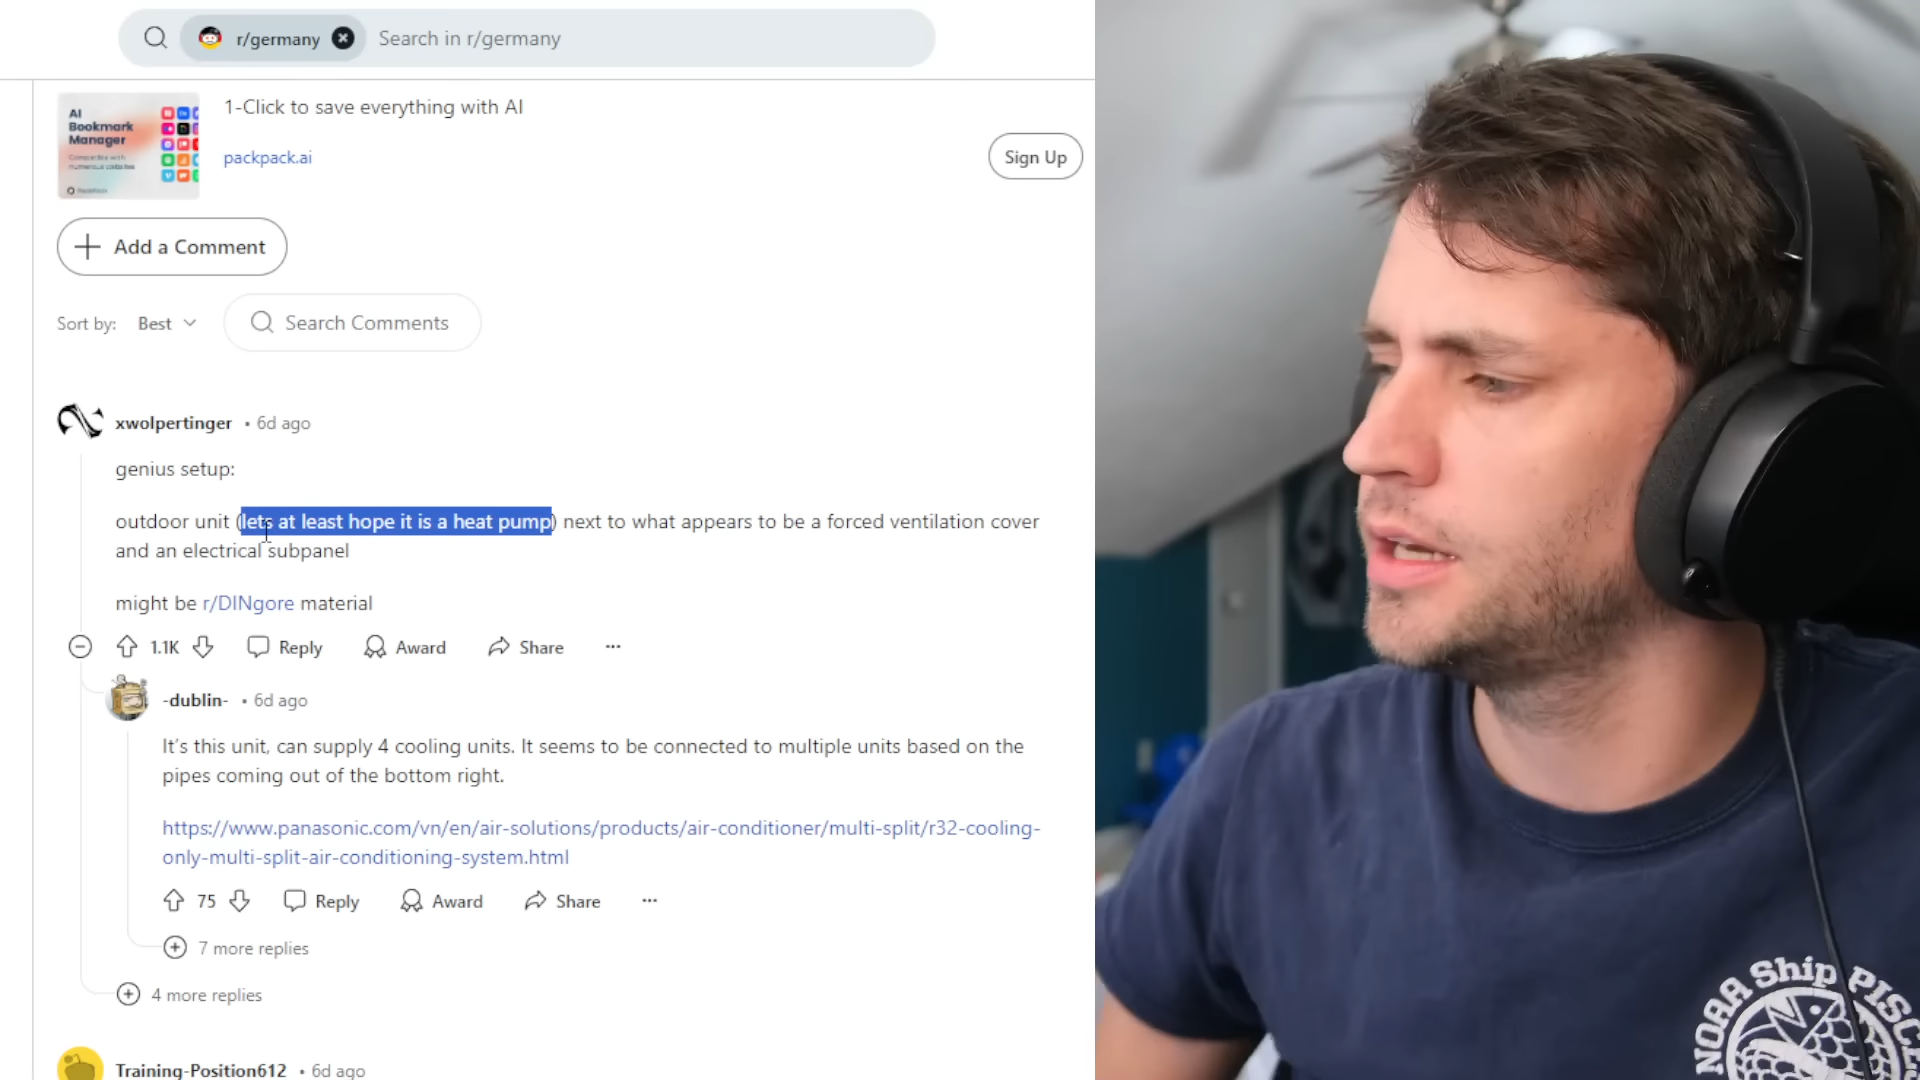 r/germany
Search in r/germany
AI
Bookmark
Manager
Compatible with
numerous websites
1-Click to save everything with AI
packpack.ai
Sign Up
Add a Comment
Sort by: Best
Search Comments
xwolpertinger • 6d ago
genius setup:
outdoor unit (lets at least hope it is a heat pump) next to what appears to be a forced ventilation cover
and an electrical subpanel
might be r/DINgore material
1.1K Reply Award Share
-dublin- • 6d ago
It's this unit, can supply 4 cooling units. It seems to be connected to multiple units based on the
pipes coming out of the bottom right.
https://www.panasonic.com/vn/en/air-solutions/products/air-conditioner/multi-split/r32-cooling-
only-multi-split-air-conditioning-system.html
75 Reply Award Share
7 more replies
4 more replies
Training-Position612 • 6d ago
NOAA Ship PISC